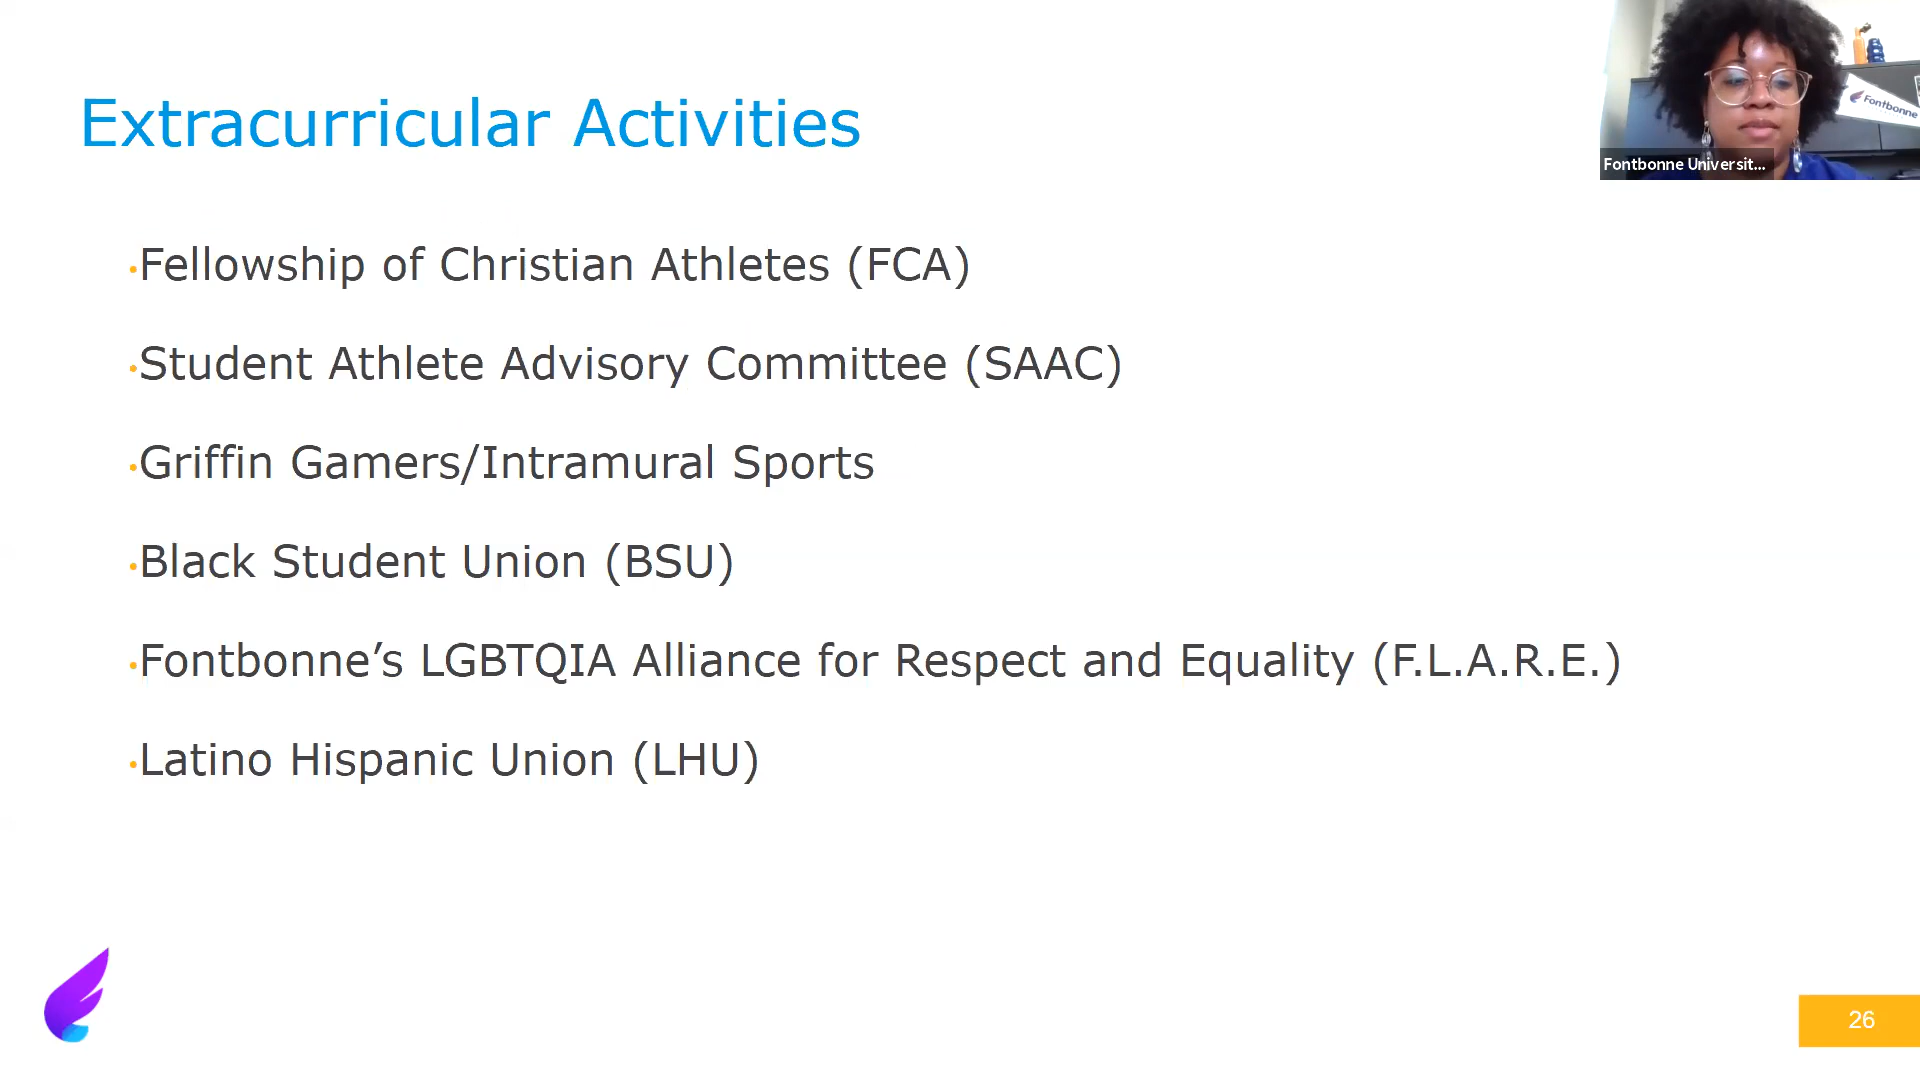 Extracurricular Activities
Fontbonne
Fontbonne Universit...
•Fellowship of Christian Athletes (FCA)
•Student Athlete Advisory Committee (SAAC)
•Griffin Gamers/Intramural Sports
•Black Student Union (BSU)
•Fontbonne’s LGBTQIA Alliance for Respect and Equality (F.L.A.R.E.)
•Latino Hispanic Union (LHU)
26